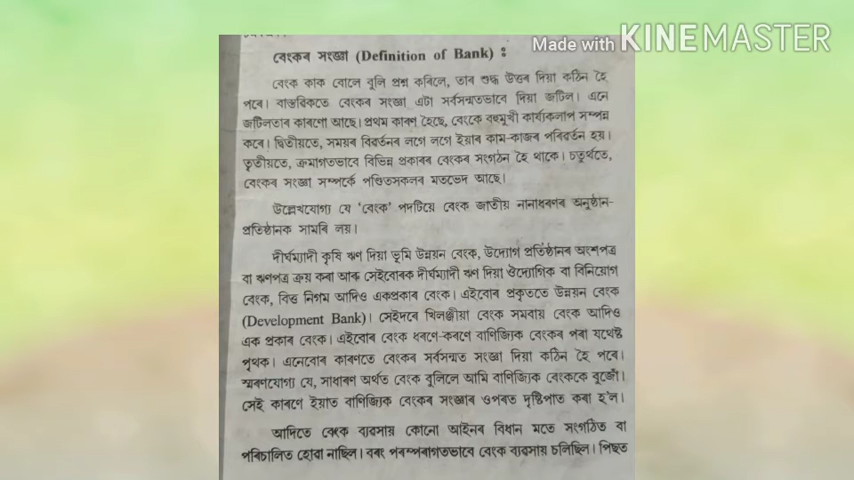 Made with KINEMASTER
বেংকৰ সংজ্ঞা (Definition of Bank) :
বেংক কাক বোলে বুলি প্ৰশ্ন কৰিলে, তাৰ শুদ্ধ উত্তৰ দিয়া কঠিন হৈ
পৰে। বাস্তৱিকতে বেংকৰ সংজ্ঞা এটা সৰ্বসন্মতভাবে দিয়া জটিল। এনে
জটিলতাৰ কাৰণো আছে। প্ৰথম কাৰণ হৈছে, বেংকে বহুমুখী কাৰ্য্যকলাপ সম্পন্ন
কৰে। দ্বিতীয়তে, সময়ৰ বিৱৰ্তনৰ লগে লগে ইয়াৰ কাম-কাজৰ পৰিৱৰ্তন হয়।
তৃতীয়তে, ক্ৰমাগতভাবে বিভিন্ন প্ৰকাৰৰ বেংকৰ সংগঠন হৈ থাকে। চতুৰ্থতে,
বেংকৰ সংজ্ঞা সম্পৰ্কে পণ্ডিতসকলৰ মতভেদ আছে।
উল্লেখযোগ্য যে ‘বেংক’ পদটিয়ে বেংক জাতীয় নানাধৰণৰ অনুষ্ঠান-
প্ৰতিষ্ঠানক সামৰি লয়।
দীৰ্ঘম্যাদী কৃষি ঋণ দিয়া ভূমি উন্নয়ন বেংক, উদ্যোগ প্ৰতিষ্ঠানৰ অংশপত্ৰ
বা ঋণপত্ৰ ক্ৰয় কৰা আৰু সেইবোৰক দীৰ্ঘম্যাদী ঋণ দিয়া ঔদ্যোগিক বা বিনিয়োগ
বেংক, বিত্ত নিগম আদিও একপ্ৰকাৰ বেংক। এইবোৰ প্ৰকৃততে উন্নয়ন বেংক
(Development Bank)। সেইদৰে খিলঞ্জীয়া বেংক সমবায় বেংক আদিও
এক প্ৰকাৰ বেংক। এইবোৰ বেংক ধৰণে-কৰণে বাণিজ্যিক বেংকৰ পৰা যথেষ্ট
পৃথক। এনেবোৰ কাৰণতে বেংকৰ সৰ্বসন্মত সংজ্ঞা দিয়া কঠিন হৈ পৰে।
স্মৰণযোগ্য যে, সাধাৰণ অৰ্থত বেংক বুলিলে আমি বাণিজ্যিক বেংককে বুজোঁ।
সেই কাৰণে ইয়াত বাণিজ্যিক বেংকৰ সংজ্ঞাৰ ওপৰত দৃষ্টিপাত কৰা হ’ল।
আদিতে বেংক ব্যৱসায় কোনো আইনৰ বিধান মতে সংগঠিত বা
পৰিচালিত হোৱা নাছিল। বৰং পৰম্পৰাগতভাবে বেংক ব্যৱসায় চলিছিল। পিছত